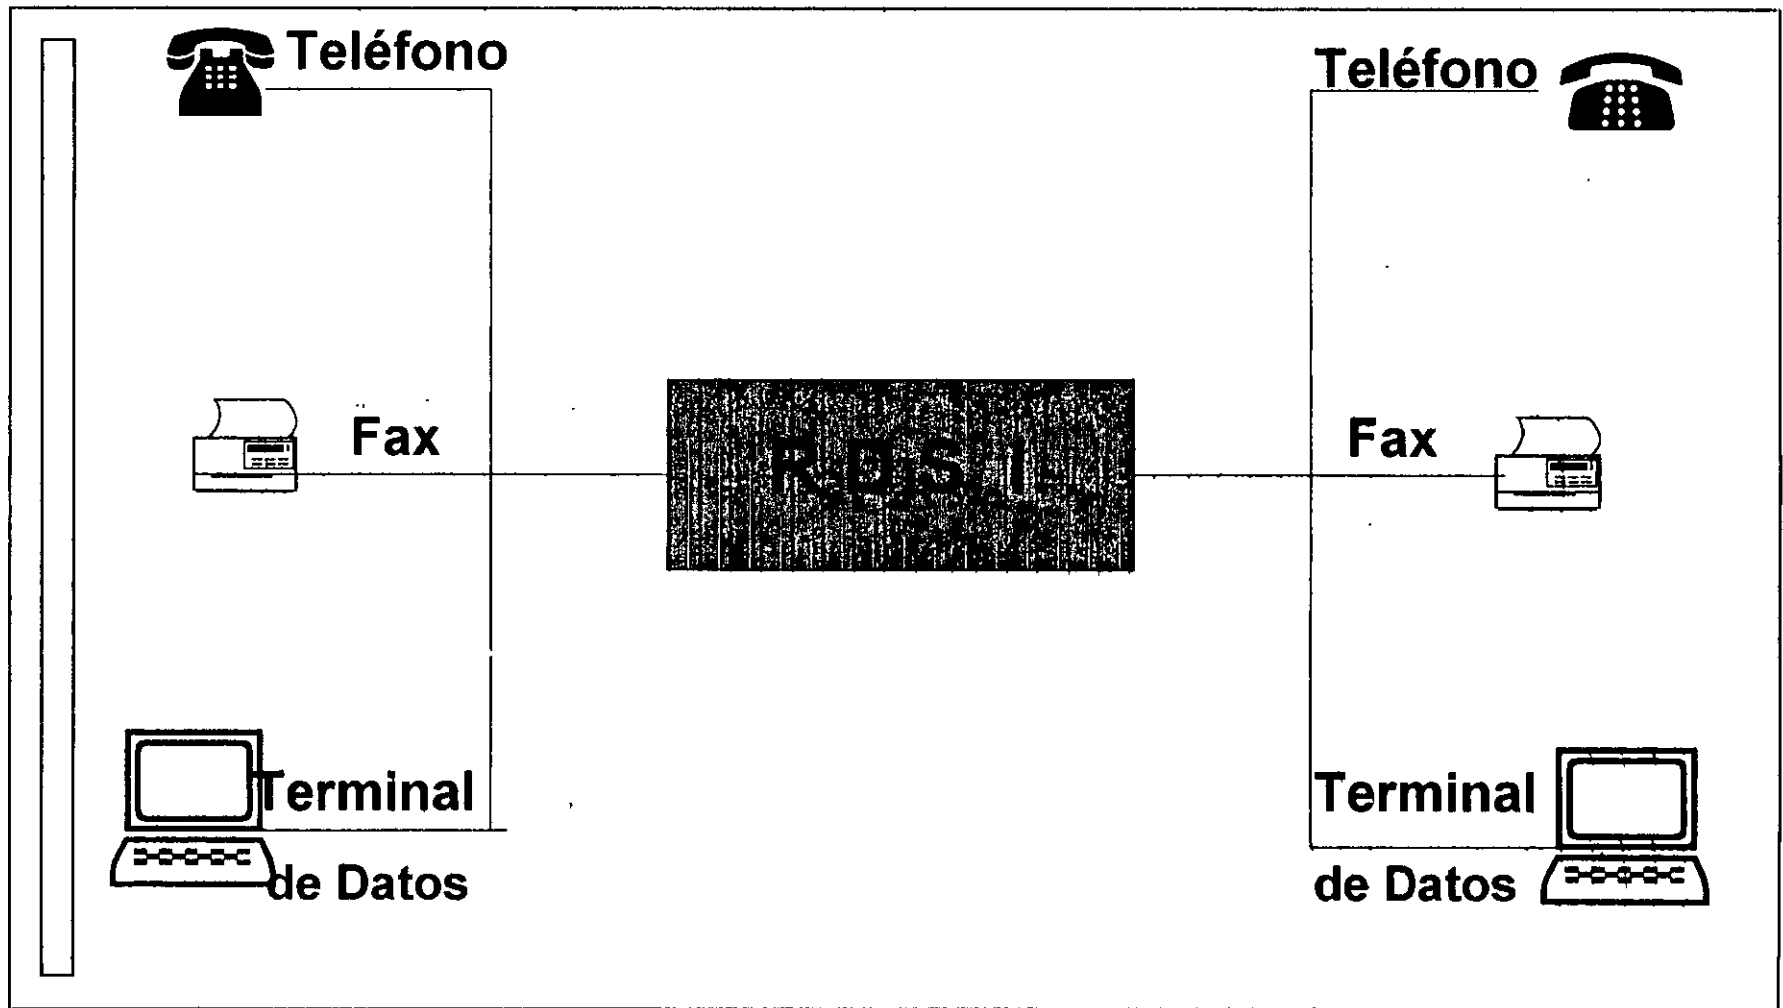 Teléfono
Teléfono
Fax
R.D.S.I.
Fax
Terminal
de Datos
Terminal
de Datos